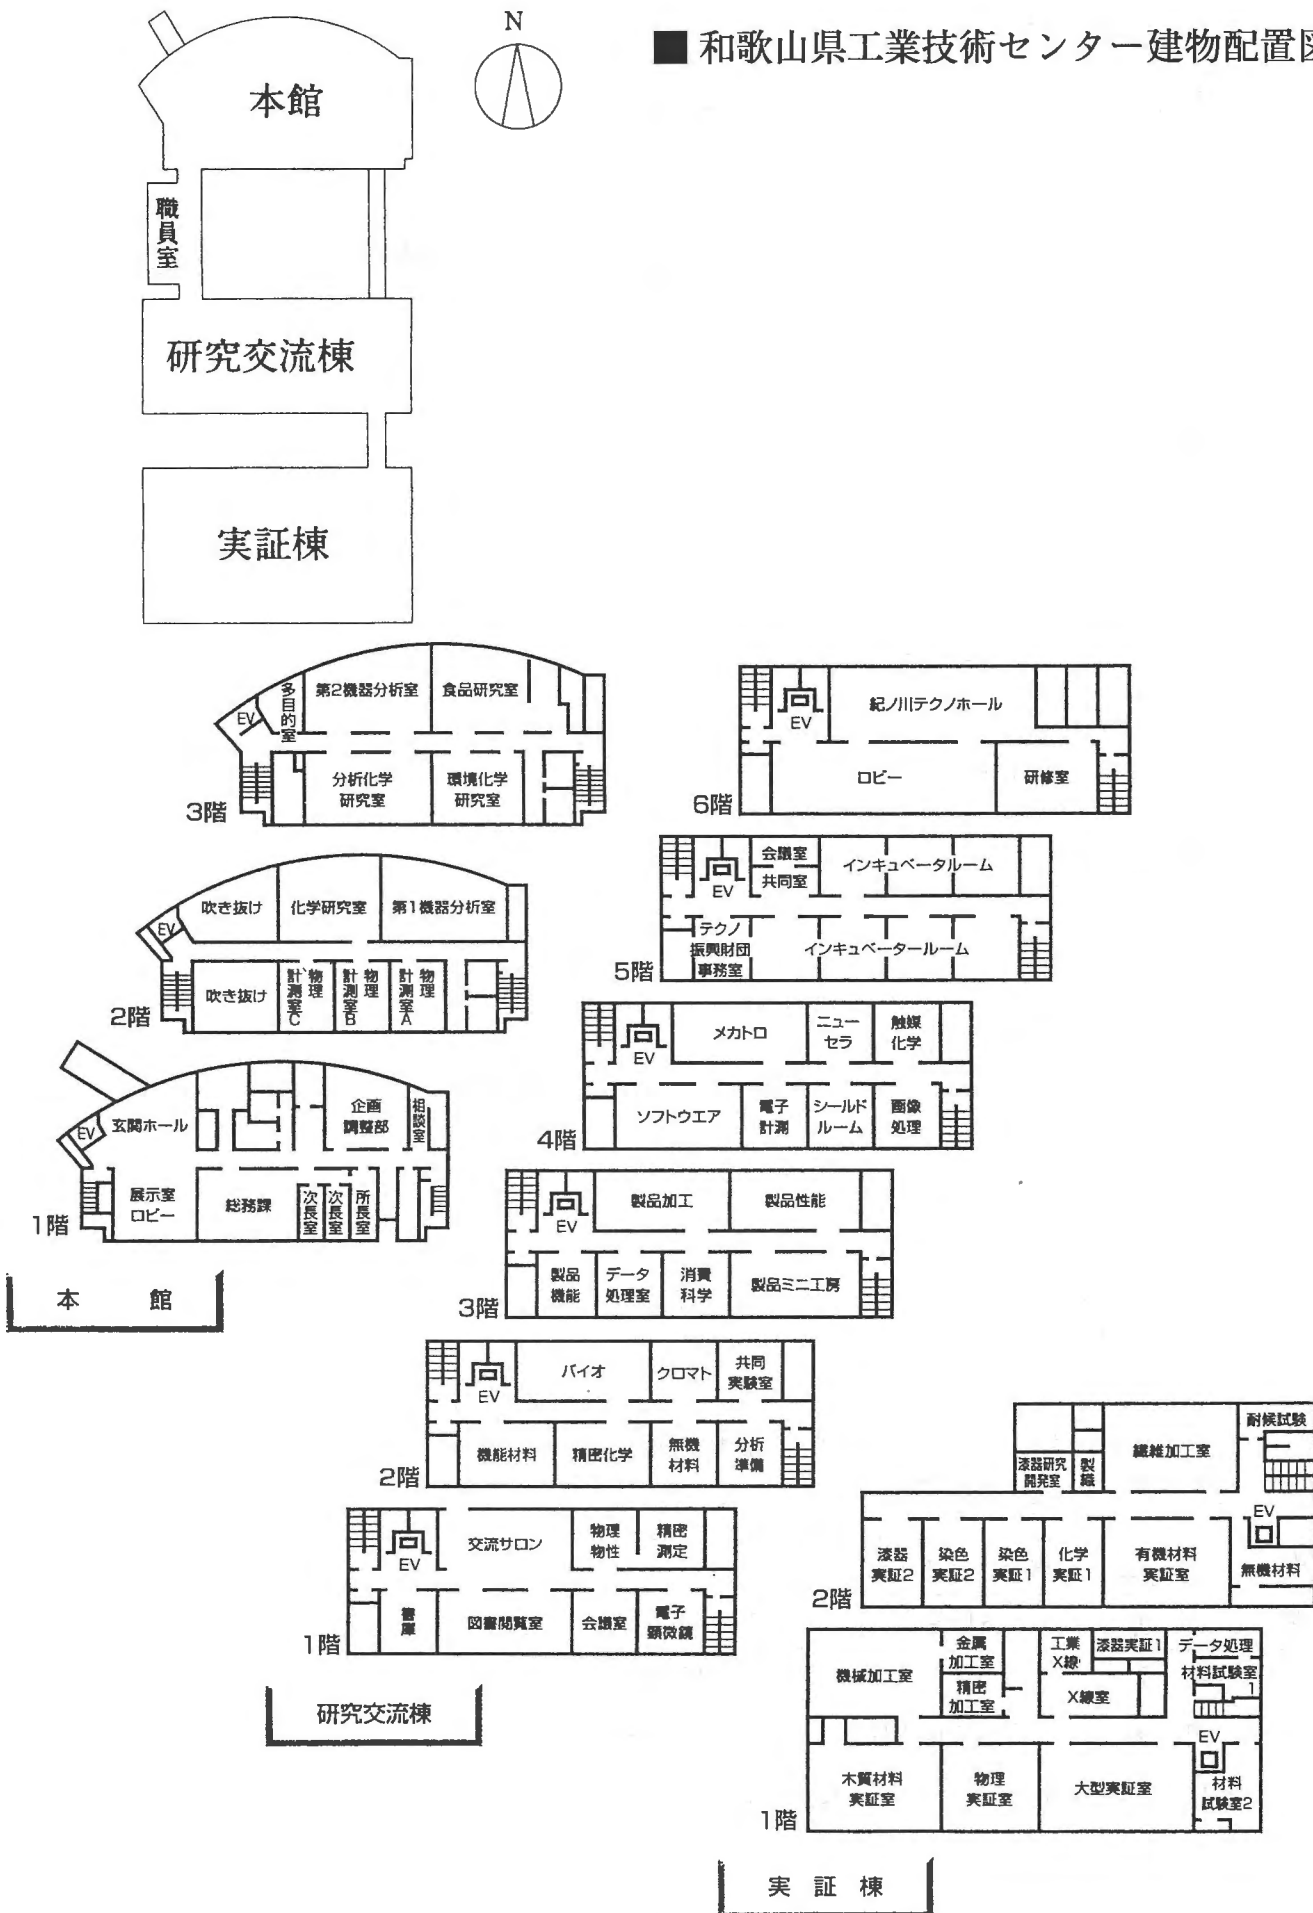 N
■ 和歌山県工業技術センター建物配置図
本館
職員室
研究交流棟
実証棟
多目的室
第2機器分析室
食品研究室
EV
分析化学
研究室
環境化学
研究室
3階
吹き抜け
化学研究室
第1機器分析室
EV
吹き抜け
物理
計測室C
物理
計測室B
物理
計測室A
2階
玄関ホール
企画
調整部
相談室
EV
展示室
ロビー
総務課
次長室
次長室
所長室
1階
本 館
紀ノ川テクノホール
EV
ロビー
研修室
6階
会議室
共同室
インキュベータルーム
EV
テクノ
振興財団
事務室
インキュベータールーム
5階
メカトロ
ニュー
セラ
触媒
化学
EV
ソフトウエア
電子
計測
シールド
ルーム
画像
処理
4階
製品加工
製品性能
EV
製品
機能
データ
処理室
消費
科学
製品ミニ工房
3階
バイオ
クロマト
共同
実験室
EV
機能材料
精密化学
無機
材料
分析
準備
2階
交流サロン
物理
物性
精密
測定
EV
書庫
図書閲覧室
会議室
電子
顕微鏡
1階
研究交流棟
耐候試験
繊維加工室
漆器研究
開発室
製織
EV
漆器
実証2
染色
実証2
染色
実証1
化学
実証1
有機材料
実証室
無機材料
2階
機械加工室
金属
加工室
精密
加工室
工業
X線
漆器実証1
データ処理
材料試験室
1
X線室
EV
木質材料
実証室
物理
実証室
大型実証室
材料
試験室2
1階
実 証 棟